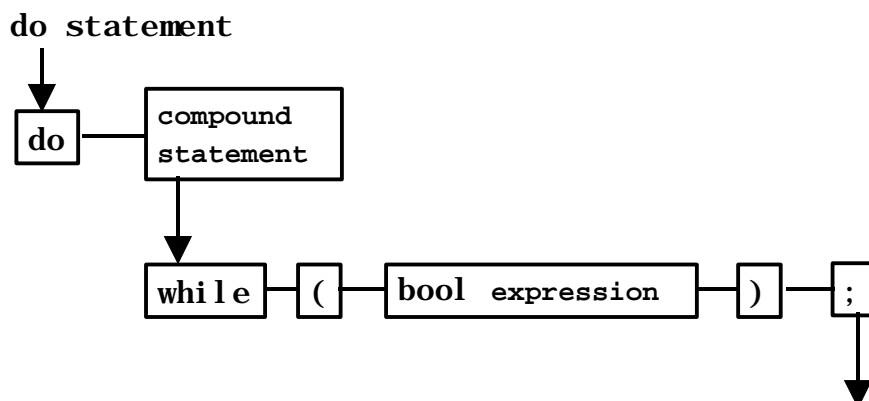 do statement
do
compound
statement
while ( bool expression ) ;